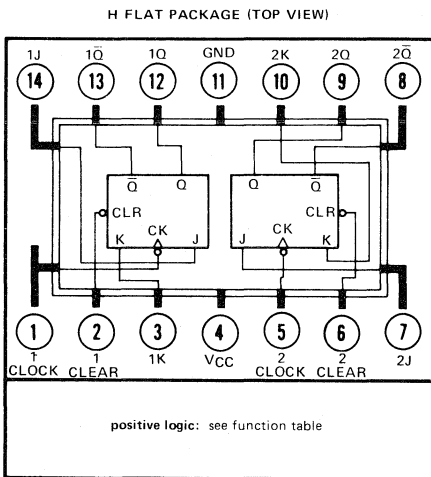 H FLAT PACKAGE (TOP VIEW)
1J 1Q̅ 1Q GND 2K 2Q 2Q̅
14 13 12 11 10 9 8
Q̅ Q Q Q̅
CLR CLR
CK CK
K J J K
1 2 3 4 5 6 7
1 1 1K VCC 2 2 2J
CLOCK CLEAR CLOCK CLEAR
positive logic: see function table